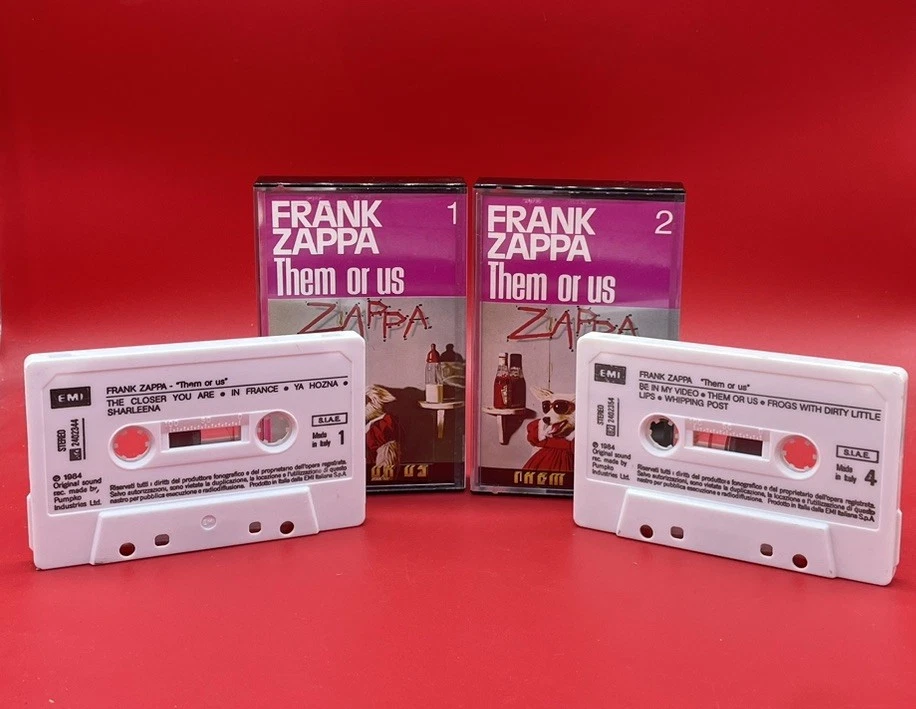 FRANK
ZAPPA
Them or us
1
ZAPPA
FRANK
ZAPPA
Them or us
2
ZAPPA
EMI
FRANK ZAPPA - "Them or us"
THE CLOSER YOU ARE • IN FRANCE • YA HOZNA •
SHARLEENA
STEREO
2402344
S.I.A.E.
Made
in Italy
1
℗ 1984
Original sound
rec. made by
Pumpko
Industries Ltd.
Riservati tutti i diritti del produttore fonografico e del proprietario dell'opera registrata.
Salvo autorizzazioni, sono vietate la duplicazione, la locazione e l'utilizzazione di questo
nastro per pubblica esecuzione e radiodiffusione. Prodotto in Italia dalla EMI Italiana S.p.A
EMI
FRANK ZAPPA "Them or us"
BE IN MY VIDEO • THEM OR US • FROGS WITH DIRTY LITTLE
LIPS • WHIPPING POST
STEREO
2402354
S.I.A.E.
Made
in Italy
4
℗ 1984
Original sound
rec. made by
Pumpko
Industries Ltd.
Riservati tutti i diritti del produttore fonografico e del proprietario dell'opera registrata.
Salvo autorizzazioni, sono vietate la duplicazione, la locazione e l'utilizzazione di questo
nastro per pubblica esecuzione e radiodiffusione. Prodotto in Italia dalla EMI Italiana S.p.A